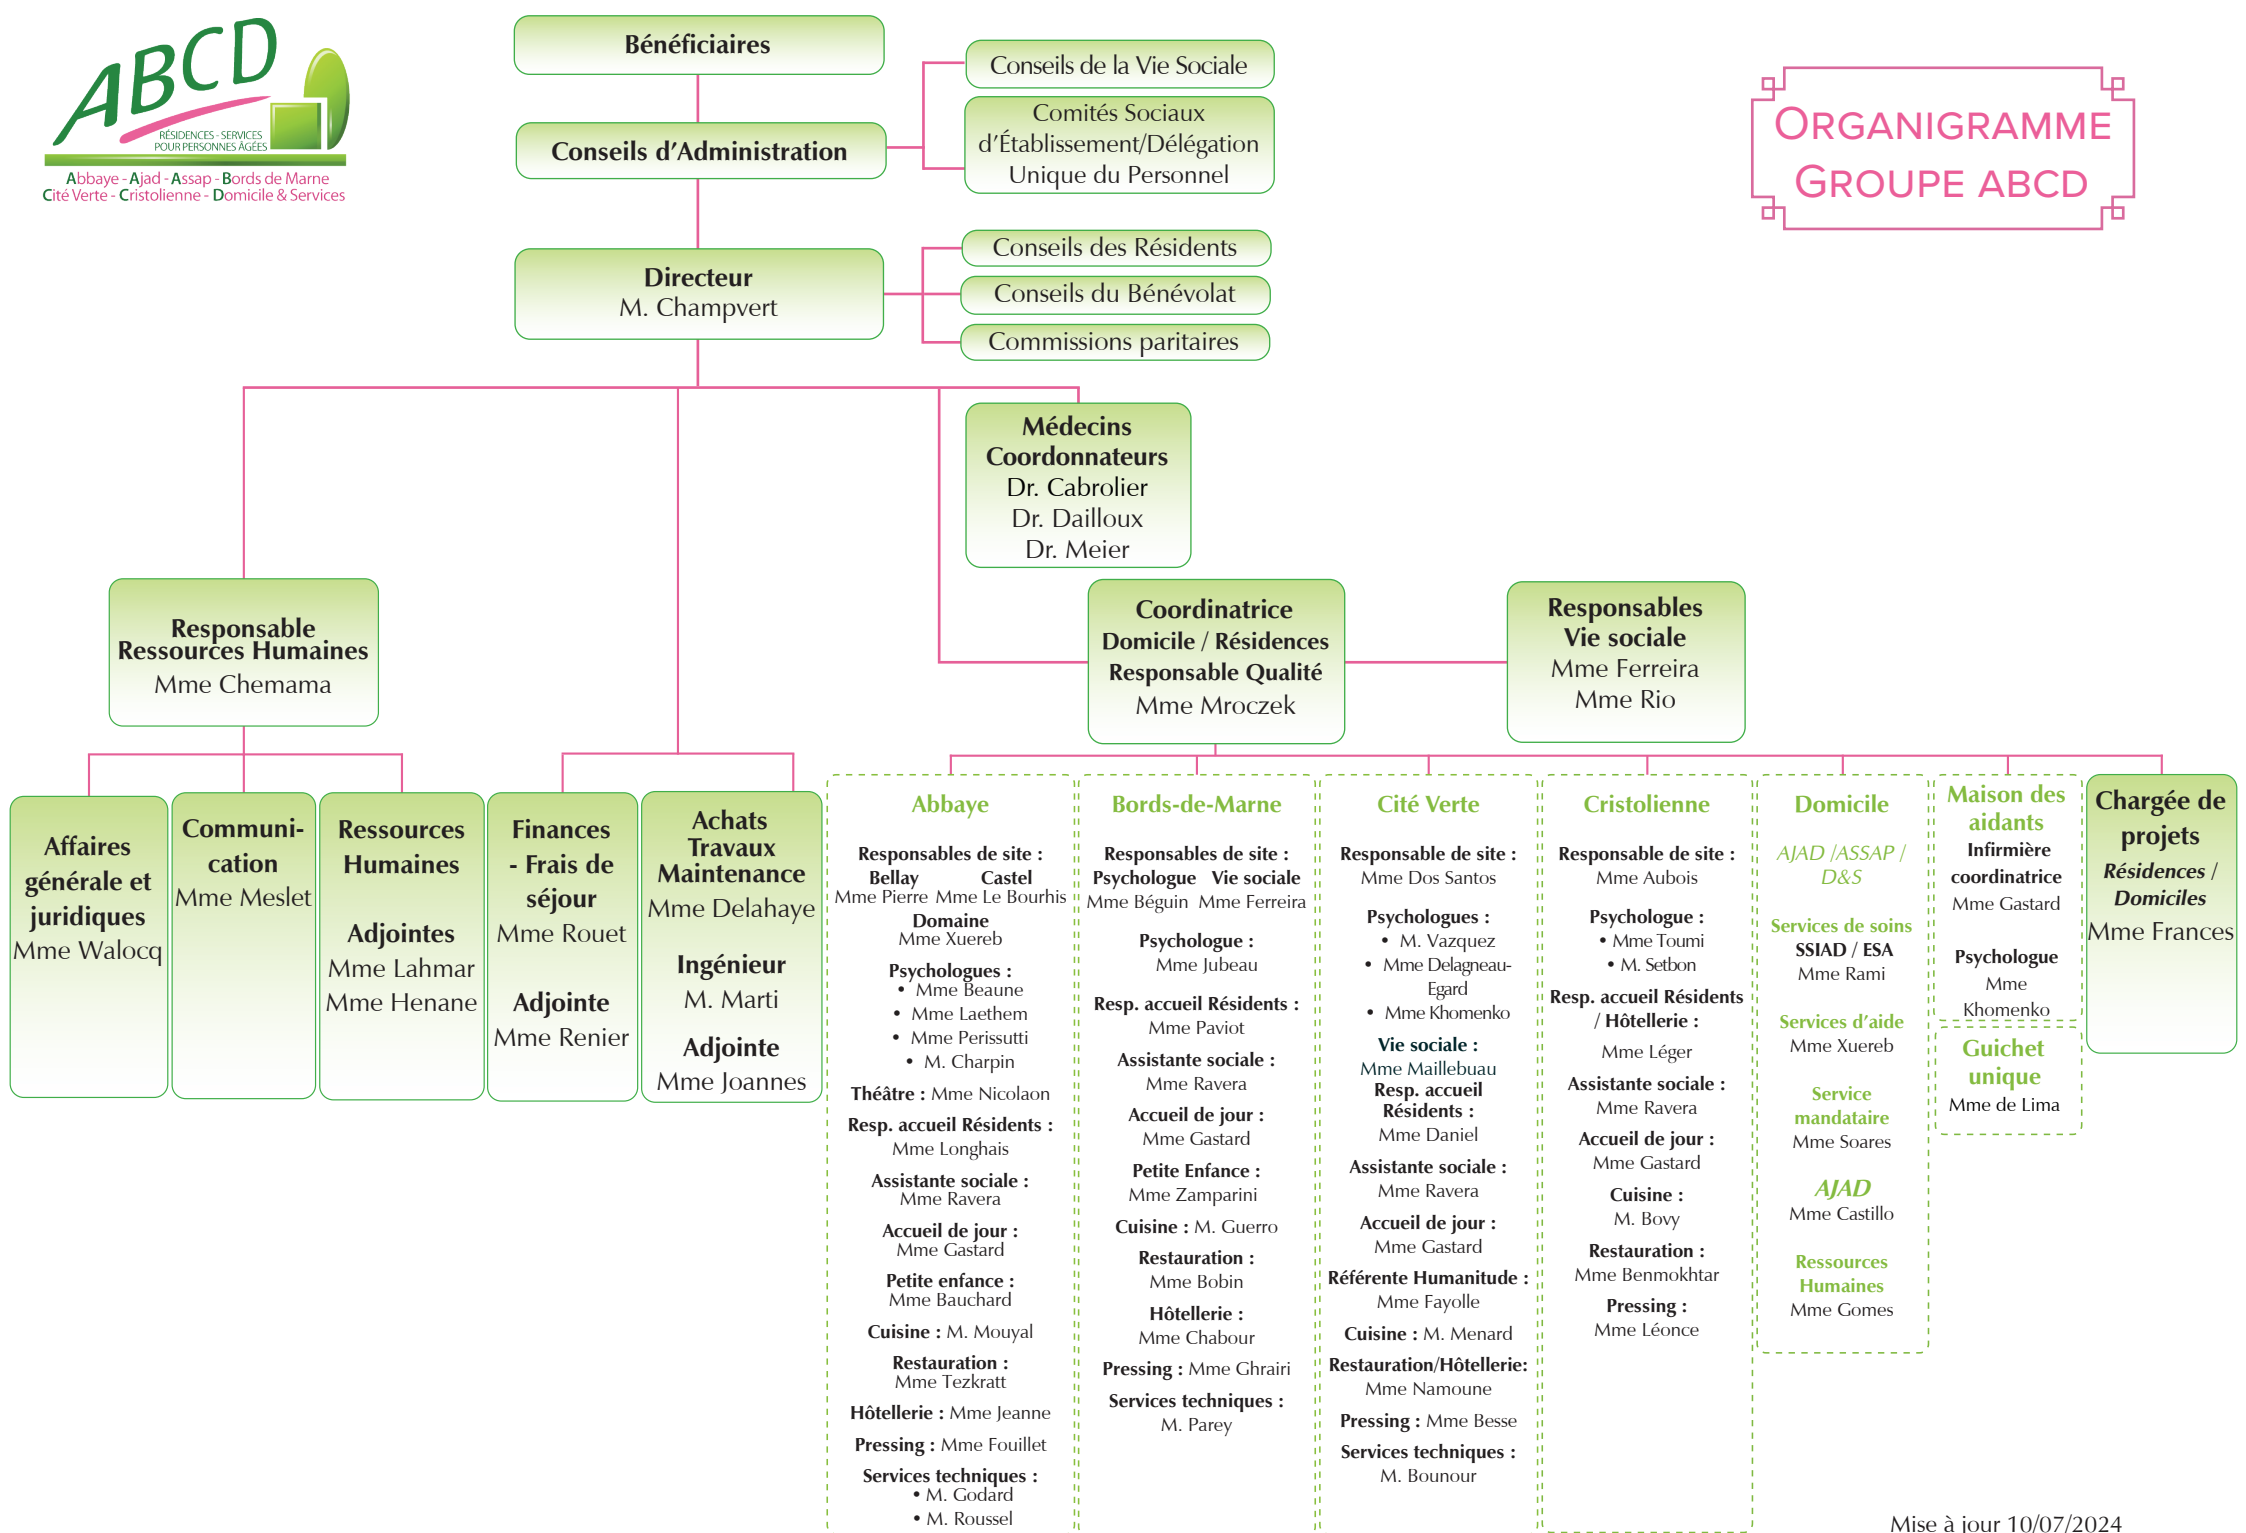 ABCD
RÉSIDENCES - SERVICES
POUR PERSONNES ÂGÉES
Abbaye - Ajad - Assap - Bords de Marne
Cité Verte - Cristolienne - Domicile & Services
ORGANIGRAMME
GROUPE ABCD
Bénéficiaires
Conseils d'Administration
Conseils de la Vie Sociale
Comités Sociaux
d'Établissement/Délégation
Unique du Personnel
Directeur
M. Champvert
Conseils des Résidents
Conseils du Bénévolat
Commissions paritaires
Médecins
Coordonnateurs
Dr. Cabrolier
Dr. Dailloux
Dr. Meier
Responsable
Ressources Humaines
Mme Chemama
Coordinatrice
Domicile / Résidences
Responsable Qualité
Mme Mroczek
Responsables
Vie sociale
Mme Ferreira
Mme Rio
Affaires
générale et
juridiques
Mme Walocq
Communi-
cation
Mme Meslet
Ressources
Humaines
Adjointes
Mme Lahmar
Mme Henane
Finances
- Frais de
séjour
Mme Rouet
Adjointe
Mme Renier
Achats
Travaux
Maintenance
Mme Delahaye
Ingénieur
M. Marti
Adjointe
Mme Joannes
Abbaye
Responsables de site :
Bellay Castel
Mme Pierre Mme Le Bourhis
Domaine
Mme Xuereb
Psychologues :
• Mme Beaune
• Mme Laethem
• Mme Perissutti
• M. Charpin
Théâtre : Mme Nicolaon
Resp. accueil Résidents :
Mme Longhais
Assistante sociale :
Mme Ravera
Accueil de jour :
Mme Gastard
Petite enfance :
Mme Bauchard
Cuisine : M. Mouyal
Restauration :
Mme Tezkratt
Hôtellerie : Mme Jeanne
Pressing : Mme Fouillet
Services techniques :
• M. Godard
• M. Roussel
Bords-de-Marne
Responsables de site :
Psychologue Vie sociale
Mme Béguin Mme Ferreira
Psychologue :
Mme Jubeau
Resp. accueil Résidents :
Mme Paviot
Assistante sociale :
Mme Ravera
Accueil de jour :
Mme Gastard
Petite Enfance :
Mme Zamparini
Cuisine : M. Guerro
Restauration :
Mme Bobin
Hôtellerie :
Mme Chabour
Pressing : Mme Ghrairi
Services techniques :
M. Parey
Cité Verte
Responsable de site :
Mme Dos Santos
Psychologues :
• M. Vazquez
• Mme Delagneau-
Egard
• Mme Khomenko
Vie sociale :
Mme Maillebuau
Resp. accueil
Résidents :
Mme Daniel
Assistante sociale :
Mme Ravera
Accueil de jour :
Mme Gastard
Référente Humanitude :
Mme Fayolle
Cuisine : M. Menard
Restauration/Hôtellerie:
Mme Namoune
Pressing : Mme Besse
Services techniques :
M. Bounour
Cristolienne
Responsable de site :
Mme Aubois
Psychologue :
• Mme Toumi
• M. Setbon
Resp. accueil Résidents
/ Hôtellerie :
Mme Léger
Assistante sociale :
Mme Ravera
Accueil de jour :
Mme Gastard
Cuisine :
M. Bovy
Restauration :
Mme Benmokhtar
Pressing :
Mme Léonce
Domicile
AJAD /ASSAP /
D&S
Services de soins
SSIAD / ESA
Mme Rami
Services d'aide
Mme Xuereb
Service
mandataire
Mme Soares
AJAD
Mme Castillo
Ressources
Humaines
Mme Gomes
Maison des
aidants
Infirmière
coordinatrice
Mme Gastard
Psychologue
Mme
Khomenko
Guichet
unique
Mme de Lima
Chargée de
projets
Résidences /
Domiciles
Mme Frances
Mise à jour 10/07/2024